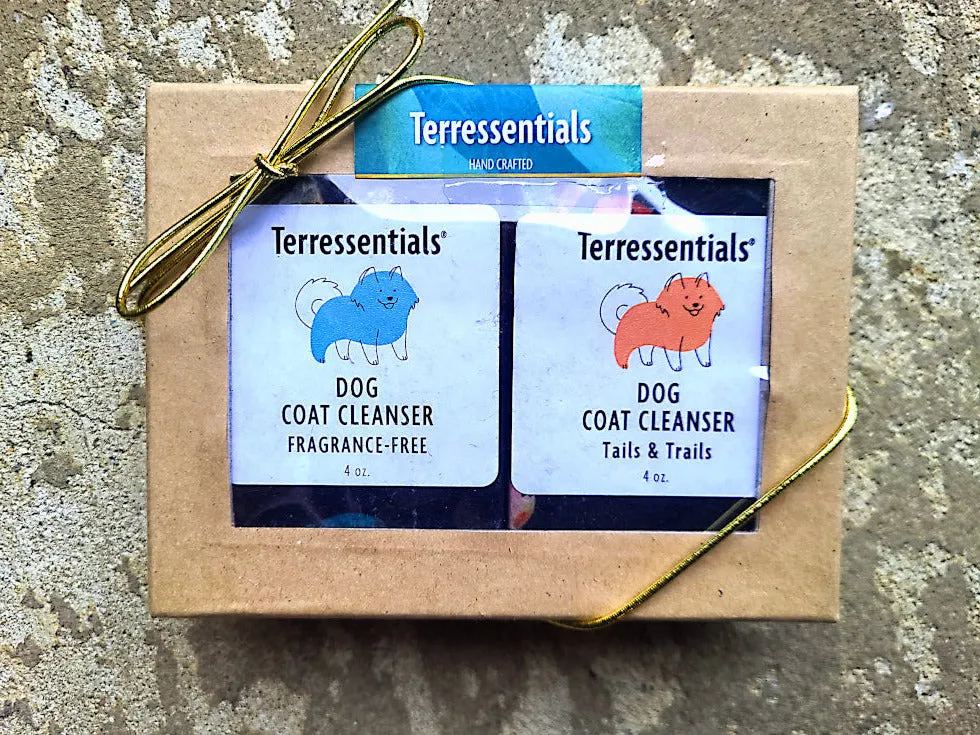 Terressentials
HAND CRAFTED
Terressentials®
DOG
COAT CLEANSER
FRAGRANCE-FREE
4 oz.
Terressentials®
DOG
COAT CLEANSER
Tails & Trails
4 oz.